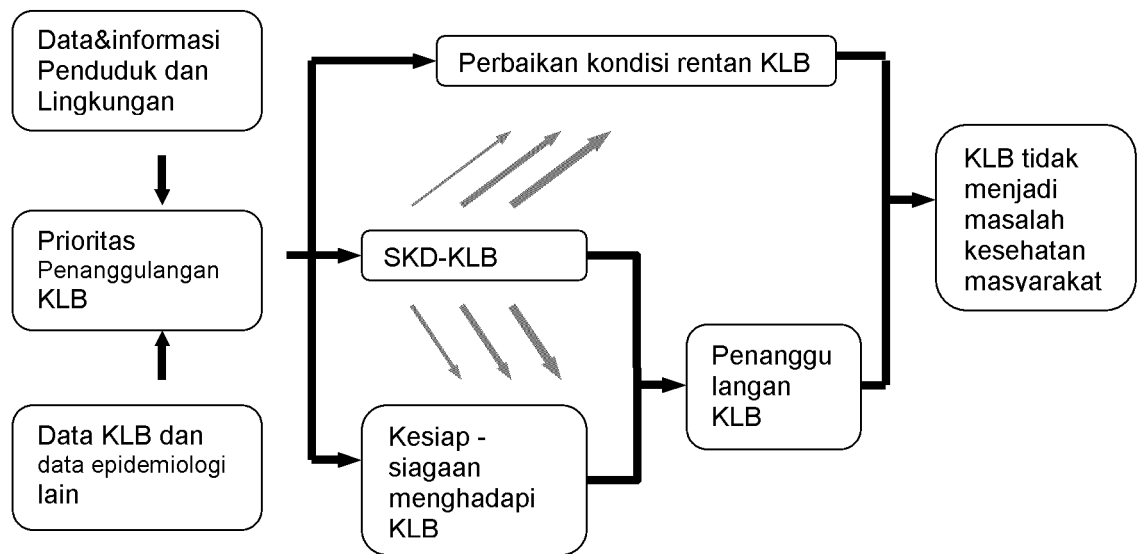 Data&informasi
Penduduk dan
Lingkungan
Prioritas
Penanggulangan
KLB
Data KLB dan
data epidemiologi
lain
Perbaikan kondisi rentan KLB
SKD-KLB
Kesiap -
siagaan
menghadapi
KLB
Penanggu
langan
KLB
KLB tidak
menjadi
masalah
kesehatan
masyarakat